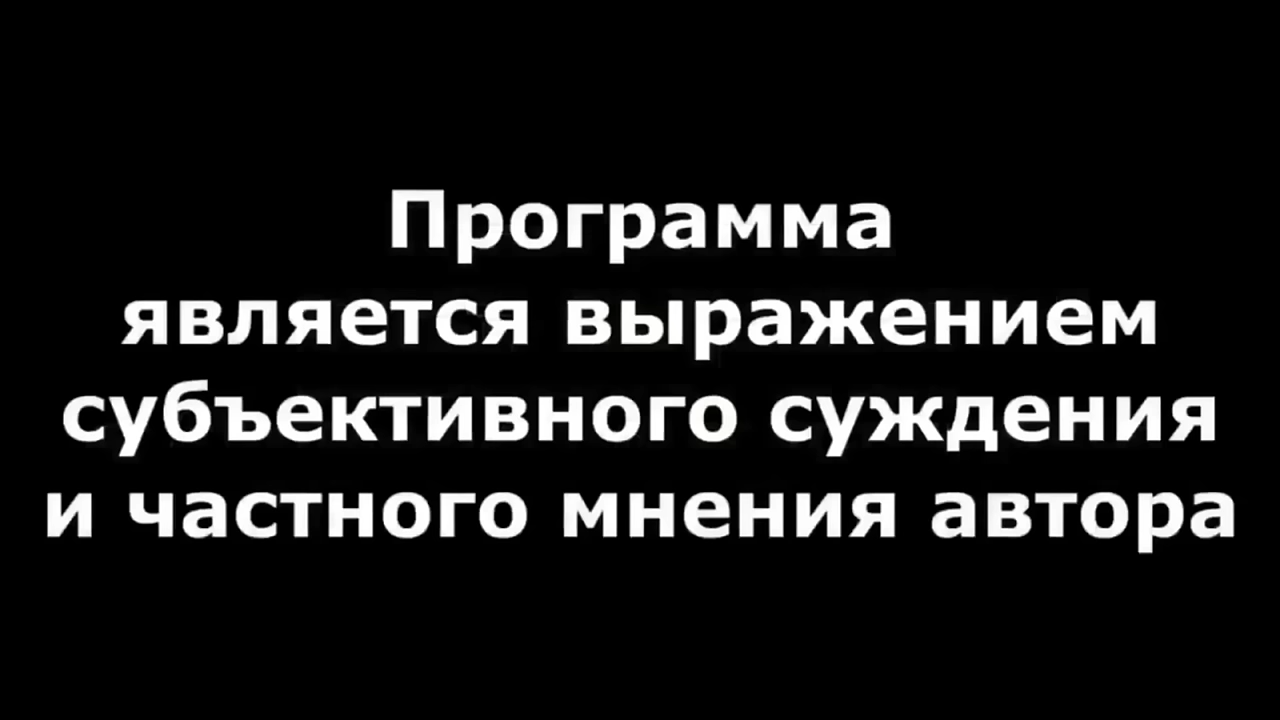 Программа
является выражением
субъективного суждения
и частного мнения автора